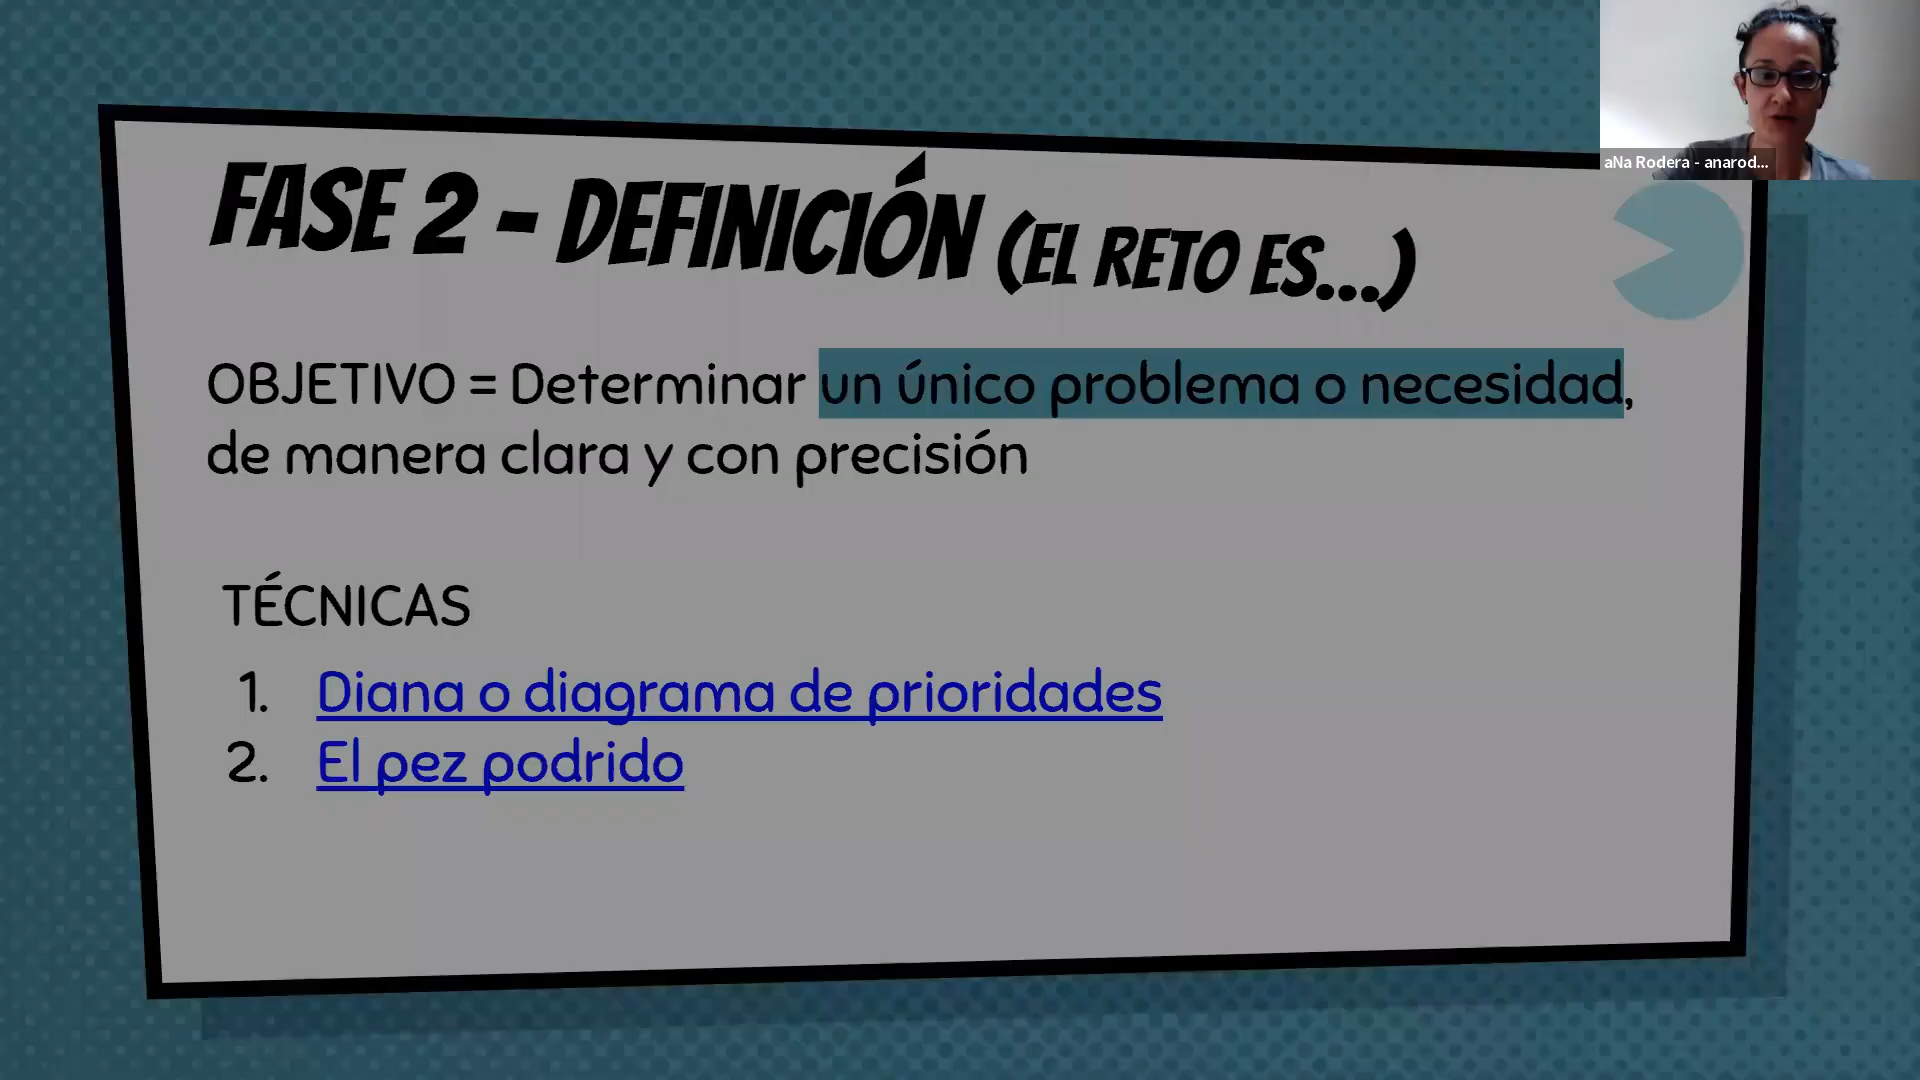 aNa Rodera - anarod...
FASE 2 - DEFINICIÓN (EL RETO ES...)
OBJETIVO = Determinar un único problema o necesidad,
de manera clara y con precisión
TÉCNICAS
1. Diana o diagrama de prioridades
2. El pez podrido